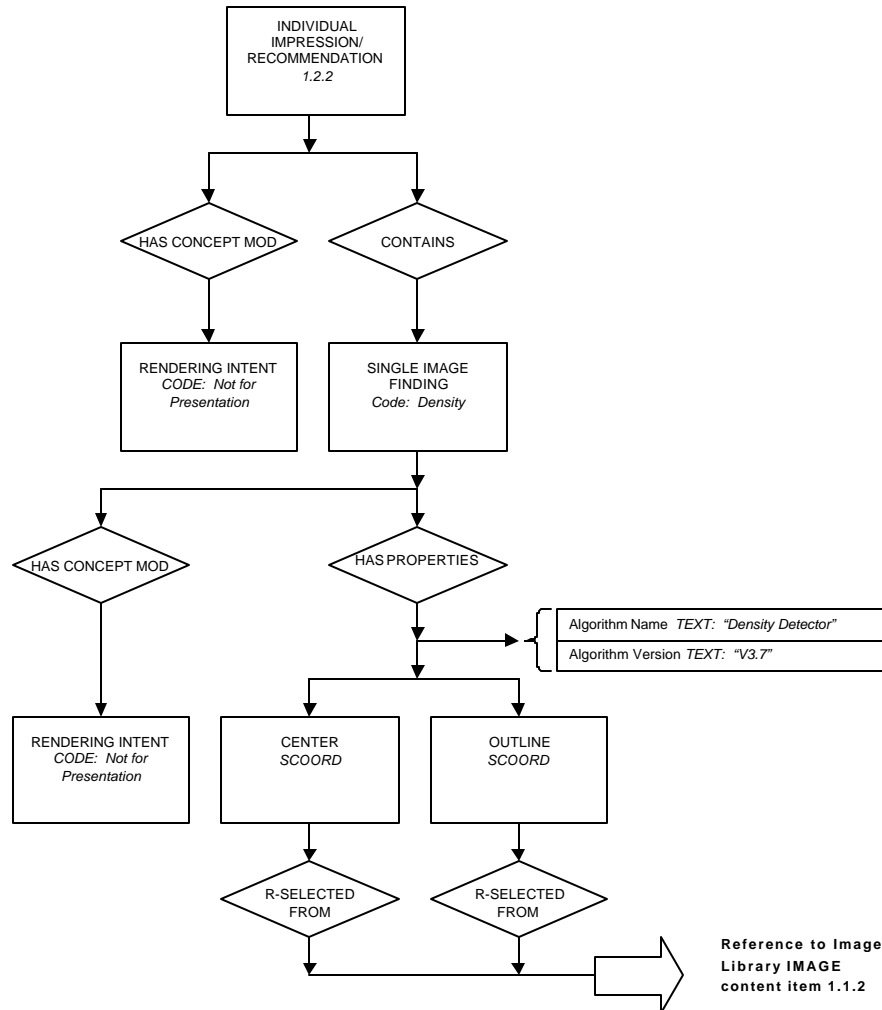 INDIVIDUAL
IMPRESSION/
RECOMMENDATION
1.2.2
HAS CONCEPT MOD
CONTAINS
RENDERING INTENT
CODE: Not for
Presentation
SINGLE IMAGE
FINDING
Code: Density
HAS CONCEPT MOD
HAS PROPERTIES
Algorithm Name TEXT: “Density Detector”
Algorithm Version TEXT: “V3.7”
RENDERING INTENT
CODE: Not for
Presentation
CENTER
SCOORD
OUTLINE
SCOORD
R-SELECTED
FROM
R-SELECTED
FROM
Reference to Image
Library IMAGE
content item 1.1.2